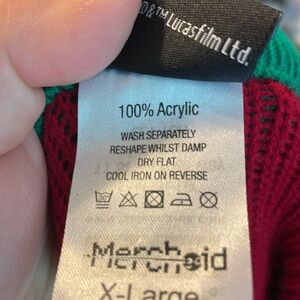 © & ™ Lucasfilm Ltd.
100% Acrylic
WASH SEPARATELY
RESHAPE WHILST DAMP
DRY FLAT
COOL IRON ON REVERSE
Merchoid
X-Large